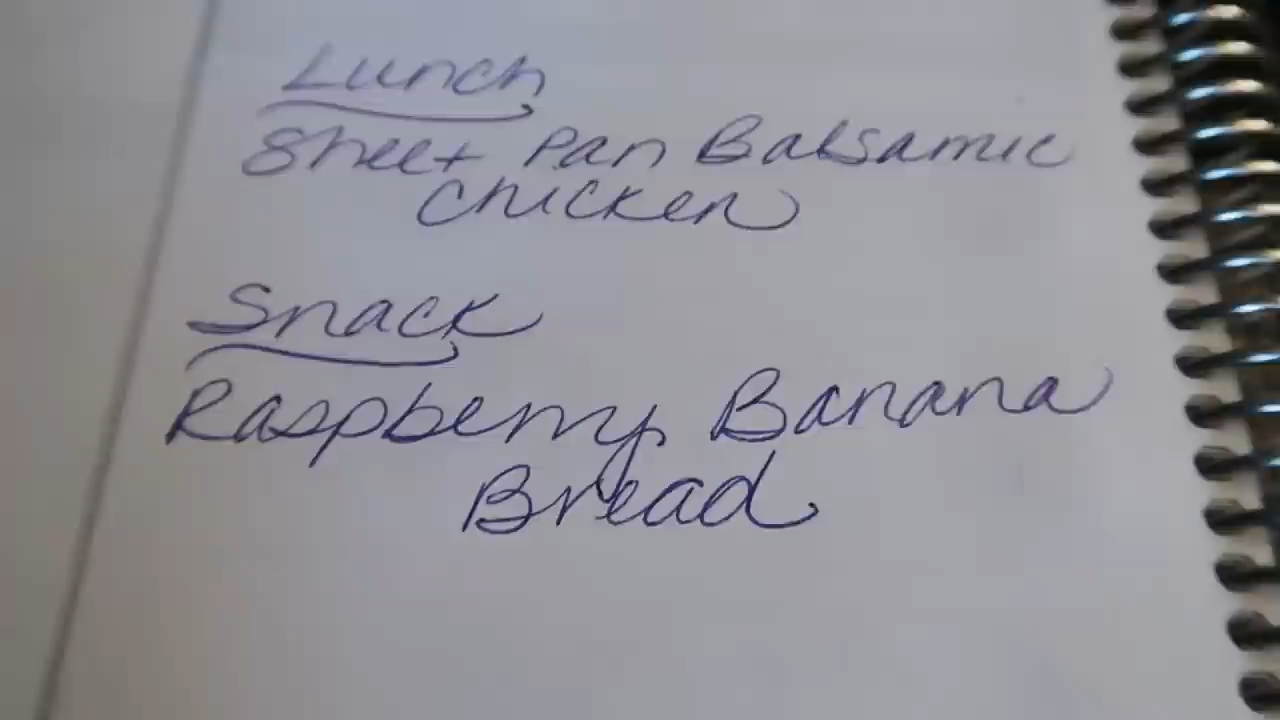 Lunch
Sheet Pan Balsamic
Chicken
Snack
Raspberry Banana
Bread